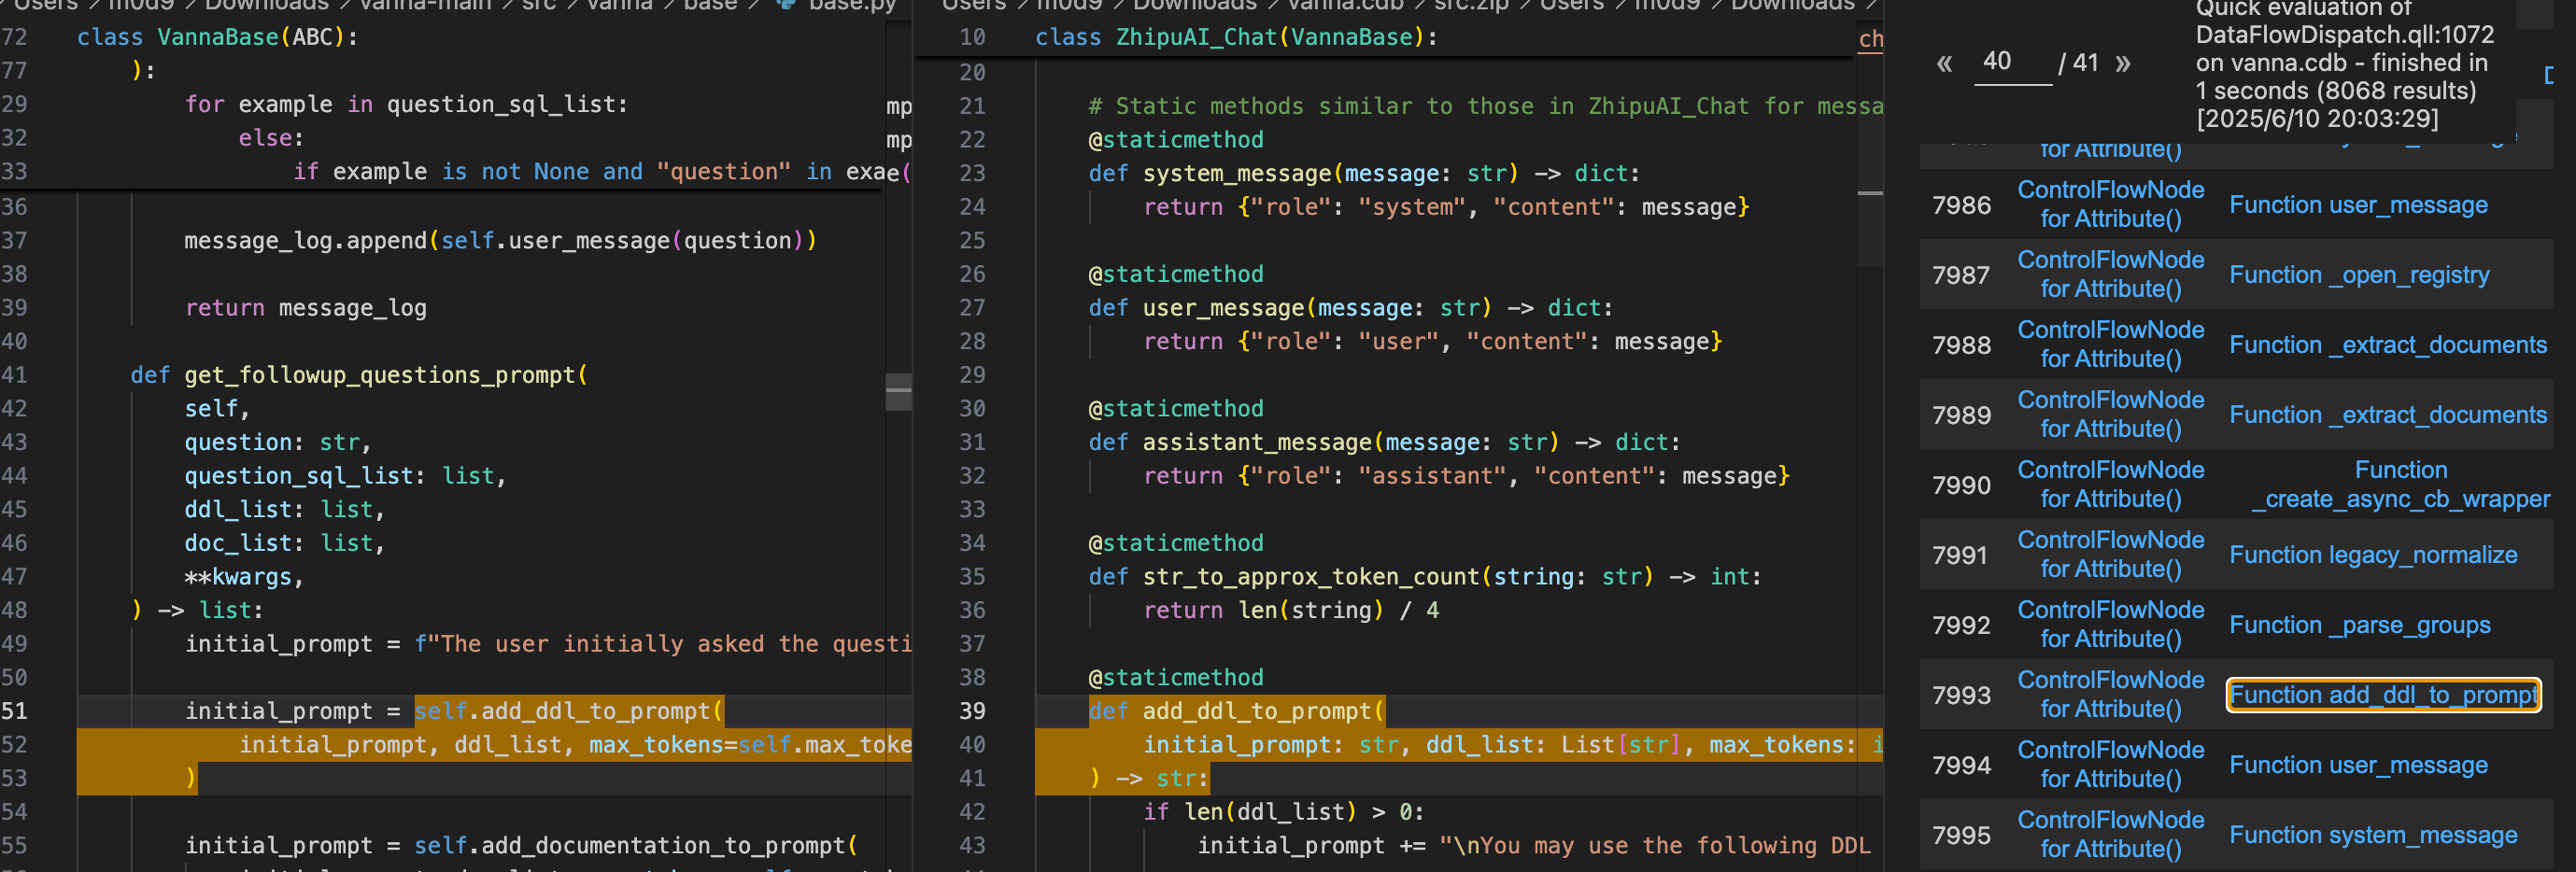 Users > m0d9 > Downloads > vanna-main > src > vanna > base > base.py
72 class VannaBase(ABC):
77 ):
29 for example in question_sql_list:
32 else:
33 if example is not None and "question" in exa
36
37 message_log.append(self.user_message(question))
38
39 return message_log
40
41 def get_followup_questions_prompt(
42 self,
43 question: str,
44 question_sql_list: list,
45 ddl_list: list,
46 doc_list: list,
47 **kwargs,
48 ) -> list:
49 initial_prompt = f"The user initially asked the questi
50
51 initial_prompt = self.add_ddl_to_prompt(
52 initial_prompt, ddl_list, max_tokens=self.max_toke
53 )
54
55 initial_prompt = self.add_documentation_to_prompt(
mp
mp
e(
Users > m0d9 > Downloads > vanna.cdb > src.zip > Users > m0d9 > Downloads >
10 class ZhipuAI_Chat(VannaBase):
ch
20
21 # Static methods similar to those in ZhipuAI_Chat for messa
22 @staticmethod
23 def system_message(message: str) -> dict:
24 return {"role": "system", "content": message}
25
26 @staticmethod
27 def user_message(message: str) -> dict:
28 return {"role": "user", "content": message}
29
30 @staticmethod
31 def assistant_message(message: str) -> dict:
32 return {"role": "assistant", "content": message}
33
34 @staticmethod
35 def str_to_approx_token_count(string: str) -> int:
36 return len(string) / 4
37
38 @staticmethod
39 def add_ddl_to_prompt(
40 initial_prompt: str, ddl_list: List[str], max_tokens: i
41 ) -> str:
42 if len(ddl_list) > 0:
43 initial_prompt += "\nYou may use the following DDL
« 40 / 41 »
Quick evaluation of
DataFlowDispatch.qll:1072
on vanna.cdb - finished in
1 seconds (8068 results)
[2025/6/10 20:03:29]
for Attribute()
7986 ControlFlowNode for Attribute() Function user_message
7987 ControlFlowNode for Attribute() Function _open_registry
7988 ControlFlowNode for Attribute() Function _extract_documents
7989 ControlFlowNode for Attribute() Function _extract_documents
7990 ControlFlowNode for Attribute() Function _create_async_cb_wrapper
7991 ControlFlowNode for Attribute() Function legacy_normalize
7992 ControlFlowNode for Attribute() Function _parse_groups
7993 ControlFlowNode for Attribute() Function add_ddl_to_prompt
7994 ControlFlowNode for Attribute() Function user_message
7995 ControlFlowNode for Attribute() Function system_message